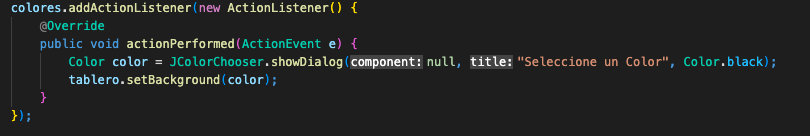 colores.addActionListener(new ActionListener() {
@Override
public void actionPerformed(ActionEvent e) {
Color color = JColorChooser.showDialog(component: null, title: "Seleccione un Color", Color.black);
tablero.setBackground(color);
}
});